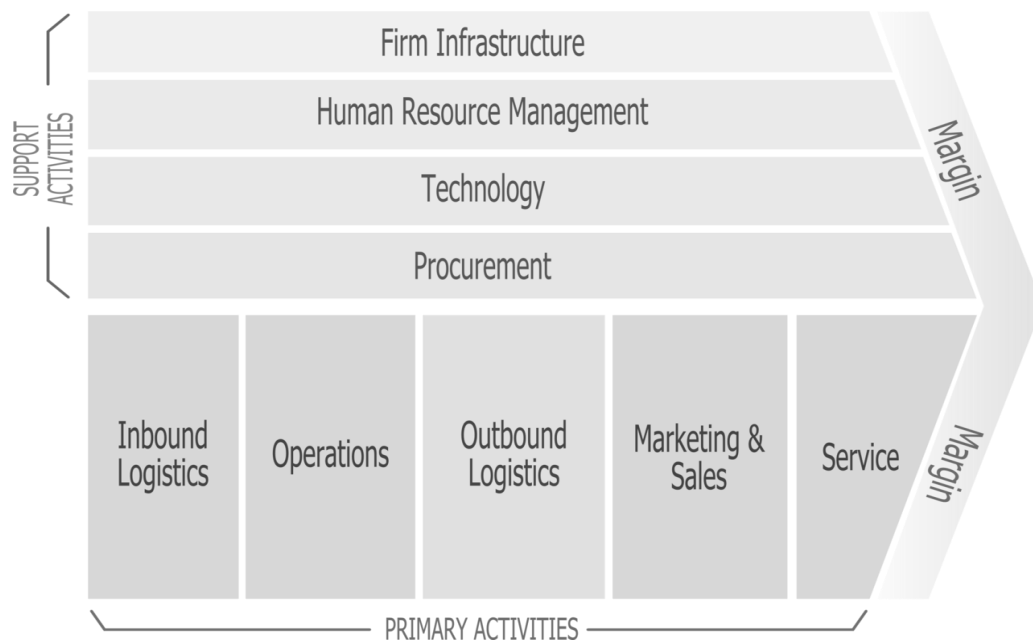 Firm Infrastructure
Human Resource Management
Technology
Procurement
SUPPORT
ACTIVITIES
Margin
Inbound
Logistics
Operations
Outbound
Logistics
Marketing &
Sales
Service
Margin
PRIMARY ACTIVITIES